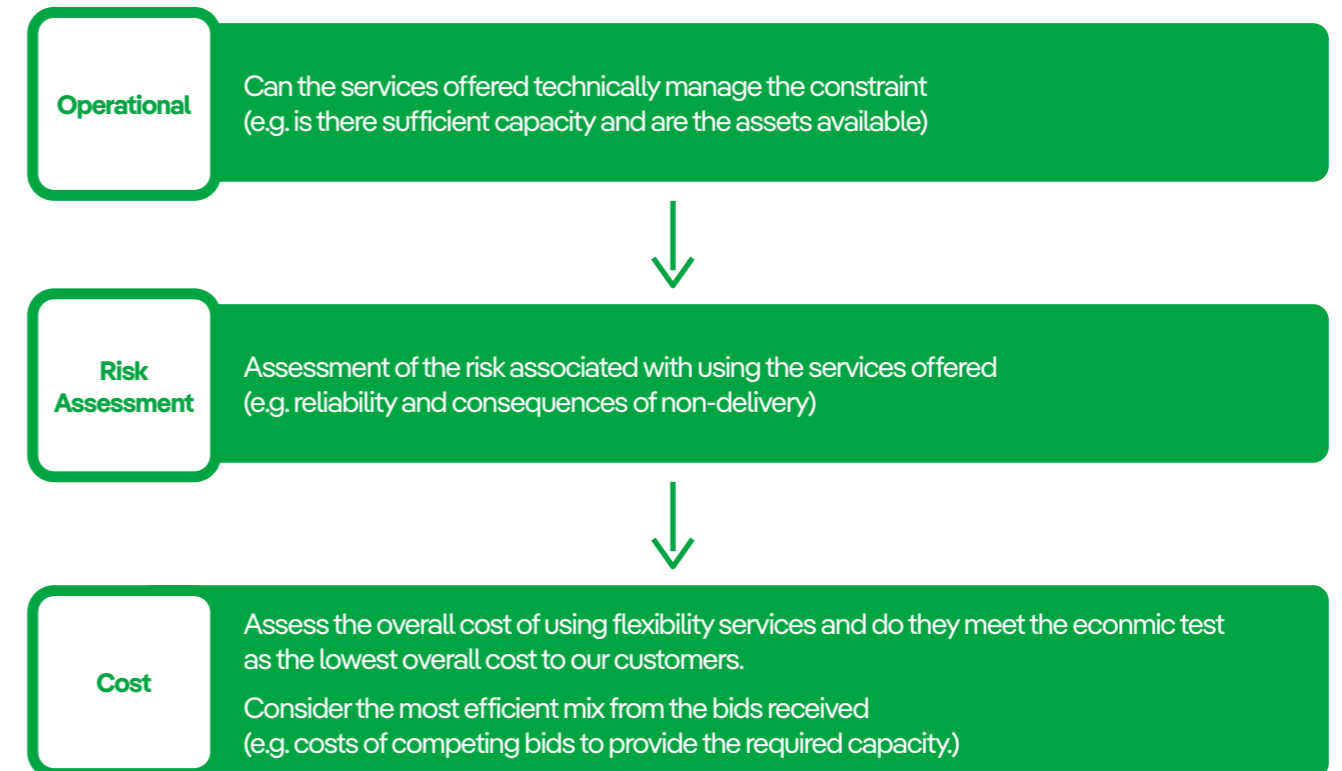 Operational
Can the services offered technically manage the constraint
(e.g. is there sufficient capacity and are the assets available)
Risk
Assessment
Assessment of the risk associated with using the services offered
(e.g. reliability and consequences of non-delivery)
Cost
Assess the overall cost of using flexibility services and do they meet the econmic test
as the lowest overall cost to our customers.
Consider the most efficient mix from the bids received
(e.g. costs of competing bids to provide the required capacity.)